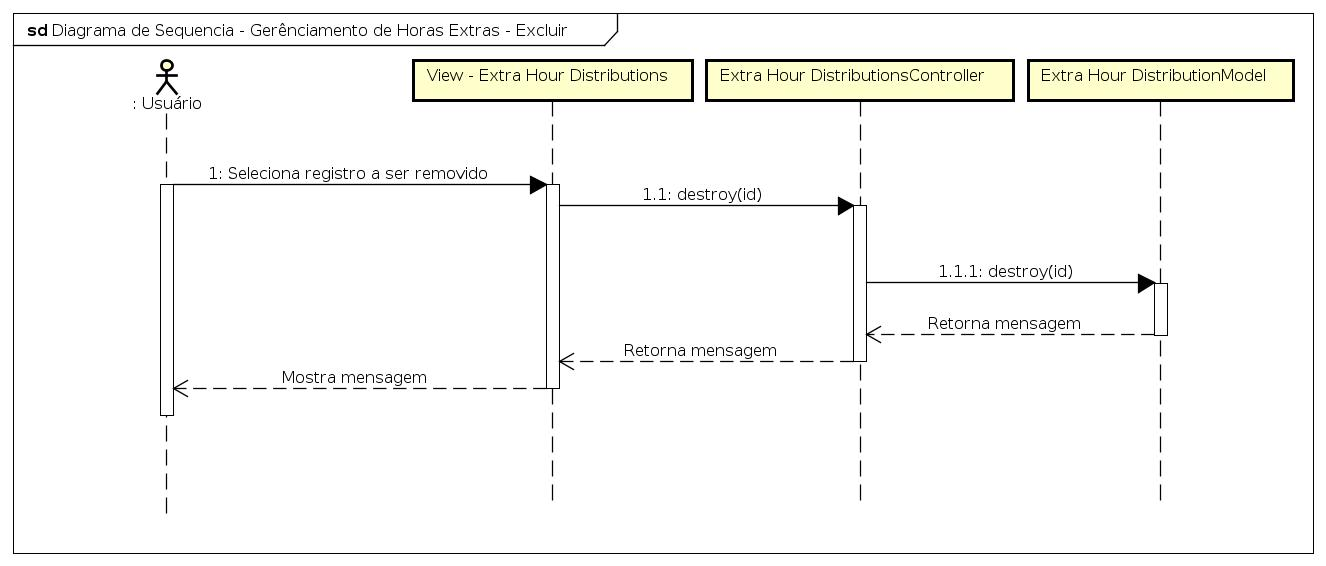 sd Diagrama de Sequencia - Gerênciamento de Horas Extras - Excluir
: Usuário
View - Extra Hour Distributions
Extra Hour DistributionsController
Extra Hour DistributionModel
1: Seleciona registro a ser removido
1.1: destroy(id)
1.1.1: destroy(id)
Retorna mensagem
Retorna mensagem
Mostra mensagem